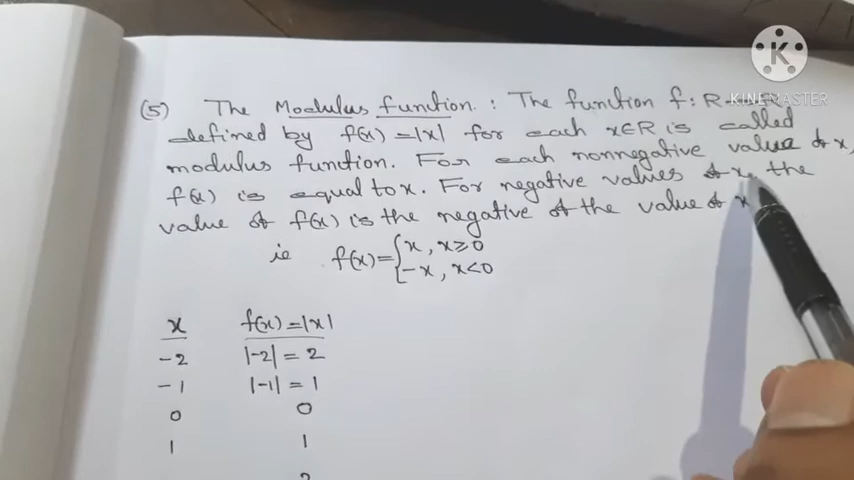 K
KINEMASTER
(5) The Modulus function : The function f: R→R
defined by f(x) = |x| for each x∈R is called
modulus function. For each nonnegative value of x,
f(x) is equal to x. For negative values of x, the
value of f(x) is the negative of the value of x
ie f(x) = { x, x≥0
-x, x<0
x f(x) = |x|
-2 |-2| = 2
-1 |-1| = 1
0 0
1 1
2